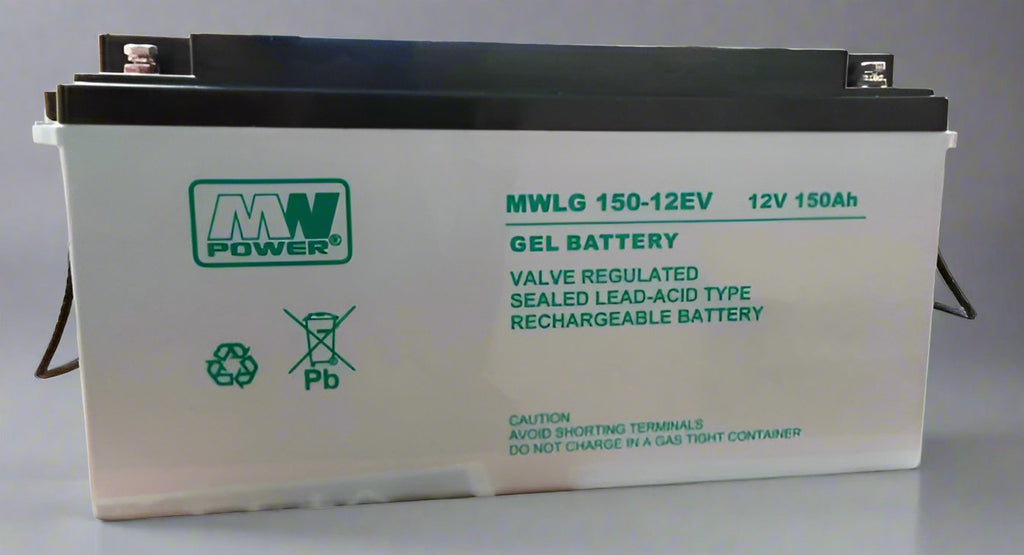 MW
POWER®
MWLG 150-12EV 12V 150Ah
GEL BATTERY
VALVE REGULATED
SEALED LEAD-ACID TYPE
RECHARGEABLE BATTERY
Pb
CAUTION
AVOID SHORTING TERMINALS
DO NOT CHARGE IN A GAS TIGHT CONTAINER